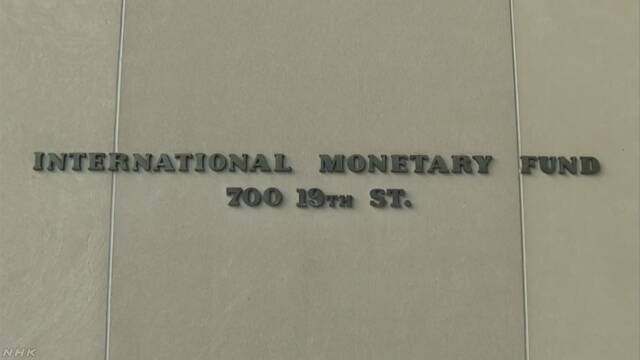 INTERNATIONAL MONETARY FUND
700 19TH ST.
NHK